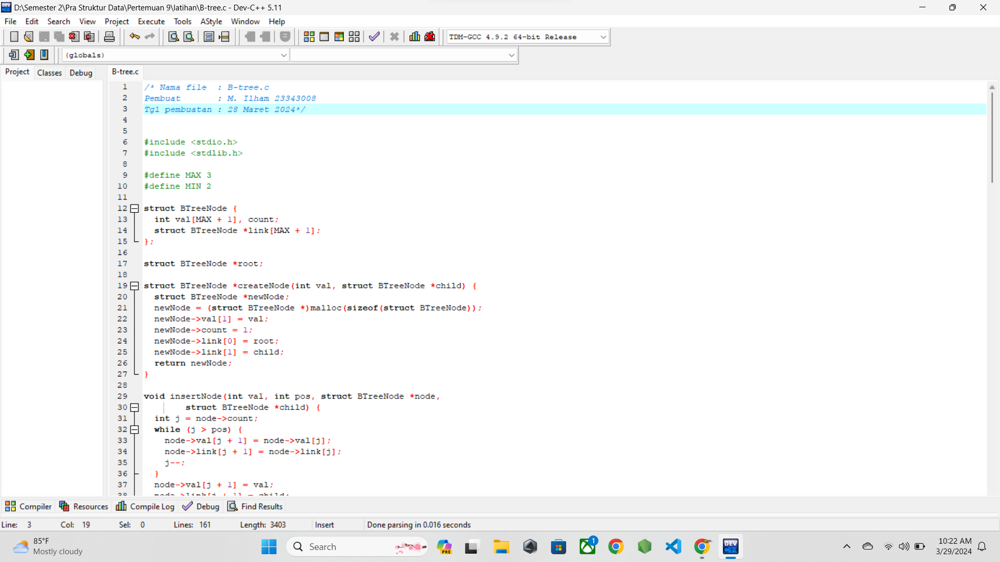 D:\Semester 2\Pra Struktur Data\Pertemuan 9\latihan\B-tree.c - Dev-C++ 5.11
File Edit Search View Project Execute Tools AStyle Window Help
TDM-GCC 4.9.2 64-bit Release
(globals)
Project Classes Debug B-tree.c
1 /* Nama file  : B-tree.c
2 Pembuat       : M. Ilham 23343008
3 Tgl pembuatan : 28 Maret 2024*/
4
5
6 #include <stdio.h>
7 #include <stdlib.h>
8
9 #define MAX 3
10 #define MIN 2
11
12 struct BTreeNode {
13   int val[MAX + 1], count;
14   struct BTreeNode *link[MAX + 1];
15 };
16
17 struct BTreeNode *root;
18
19 struct BTreeNode *createNode(int val, struct BTreeNode *child) {
20   struct BTreeNode *newNode;
21   newNode = (struct BTreeNode *)malloc(sizeof(struct BTreeNode));
22   newNode->val[1] = val;
23   newNode->count = 1;
24   newNode->link[0] = root;
25   newNode->link[1] = child;
26   return newNode;
27 }
28
29 void insertNode(int val, int pos, struct BTreeNode *node,
30         struct BTreeNode *child) {
31   int j = node->count;
32   while (j > pos) {
33     node->val[j + 1] = node->val[j];
34     node->link[j + 1] = node->link[j];
35     j--;
36   }
37   node->val[j + 1] = val;
38   node->link[j + 1] = child;
Compiler Resources Compile Log Debug Find Results
Line: 3 Col: 19 Sel: 0 Lines: 161 Length: 3403 Insert Done parsing in 0.016 seconds
85°F
Mostly cloudy
Search
PRE
1
DEV C++
10:22 AM
3/29/2024